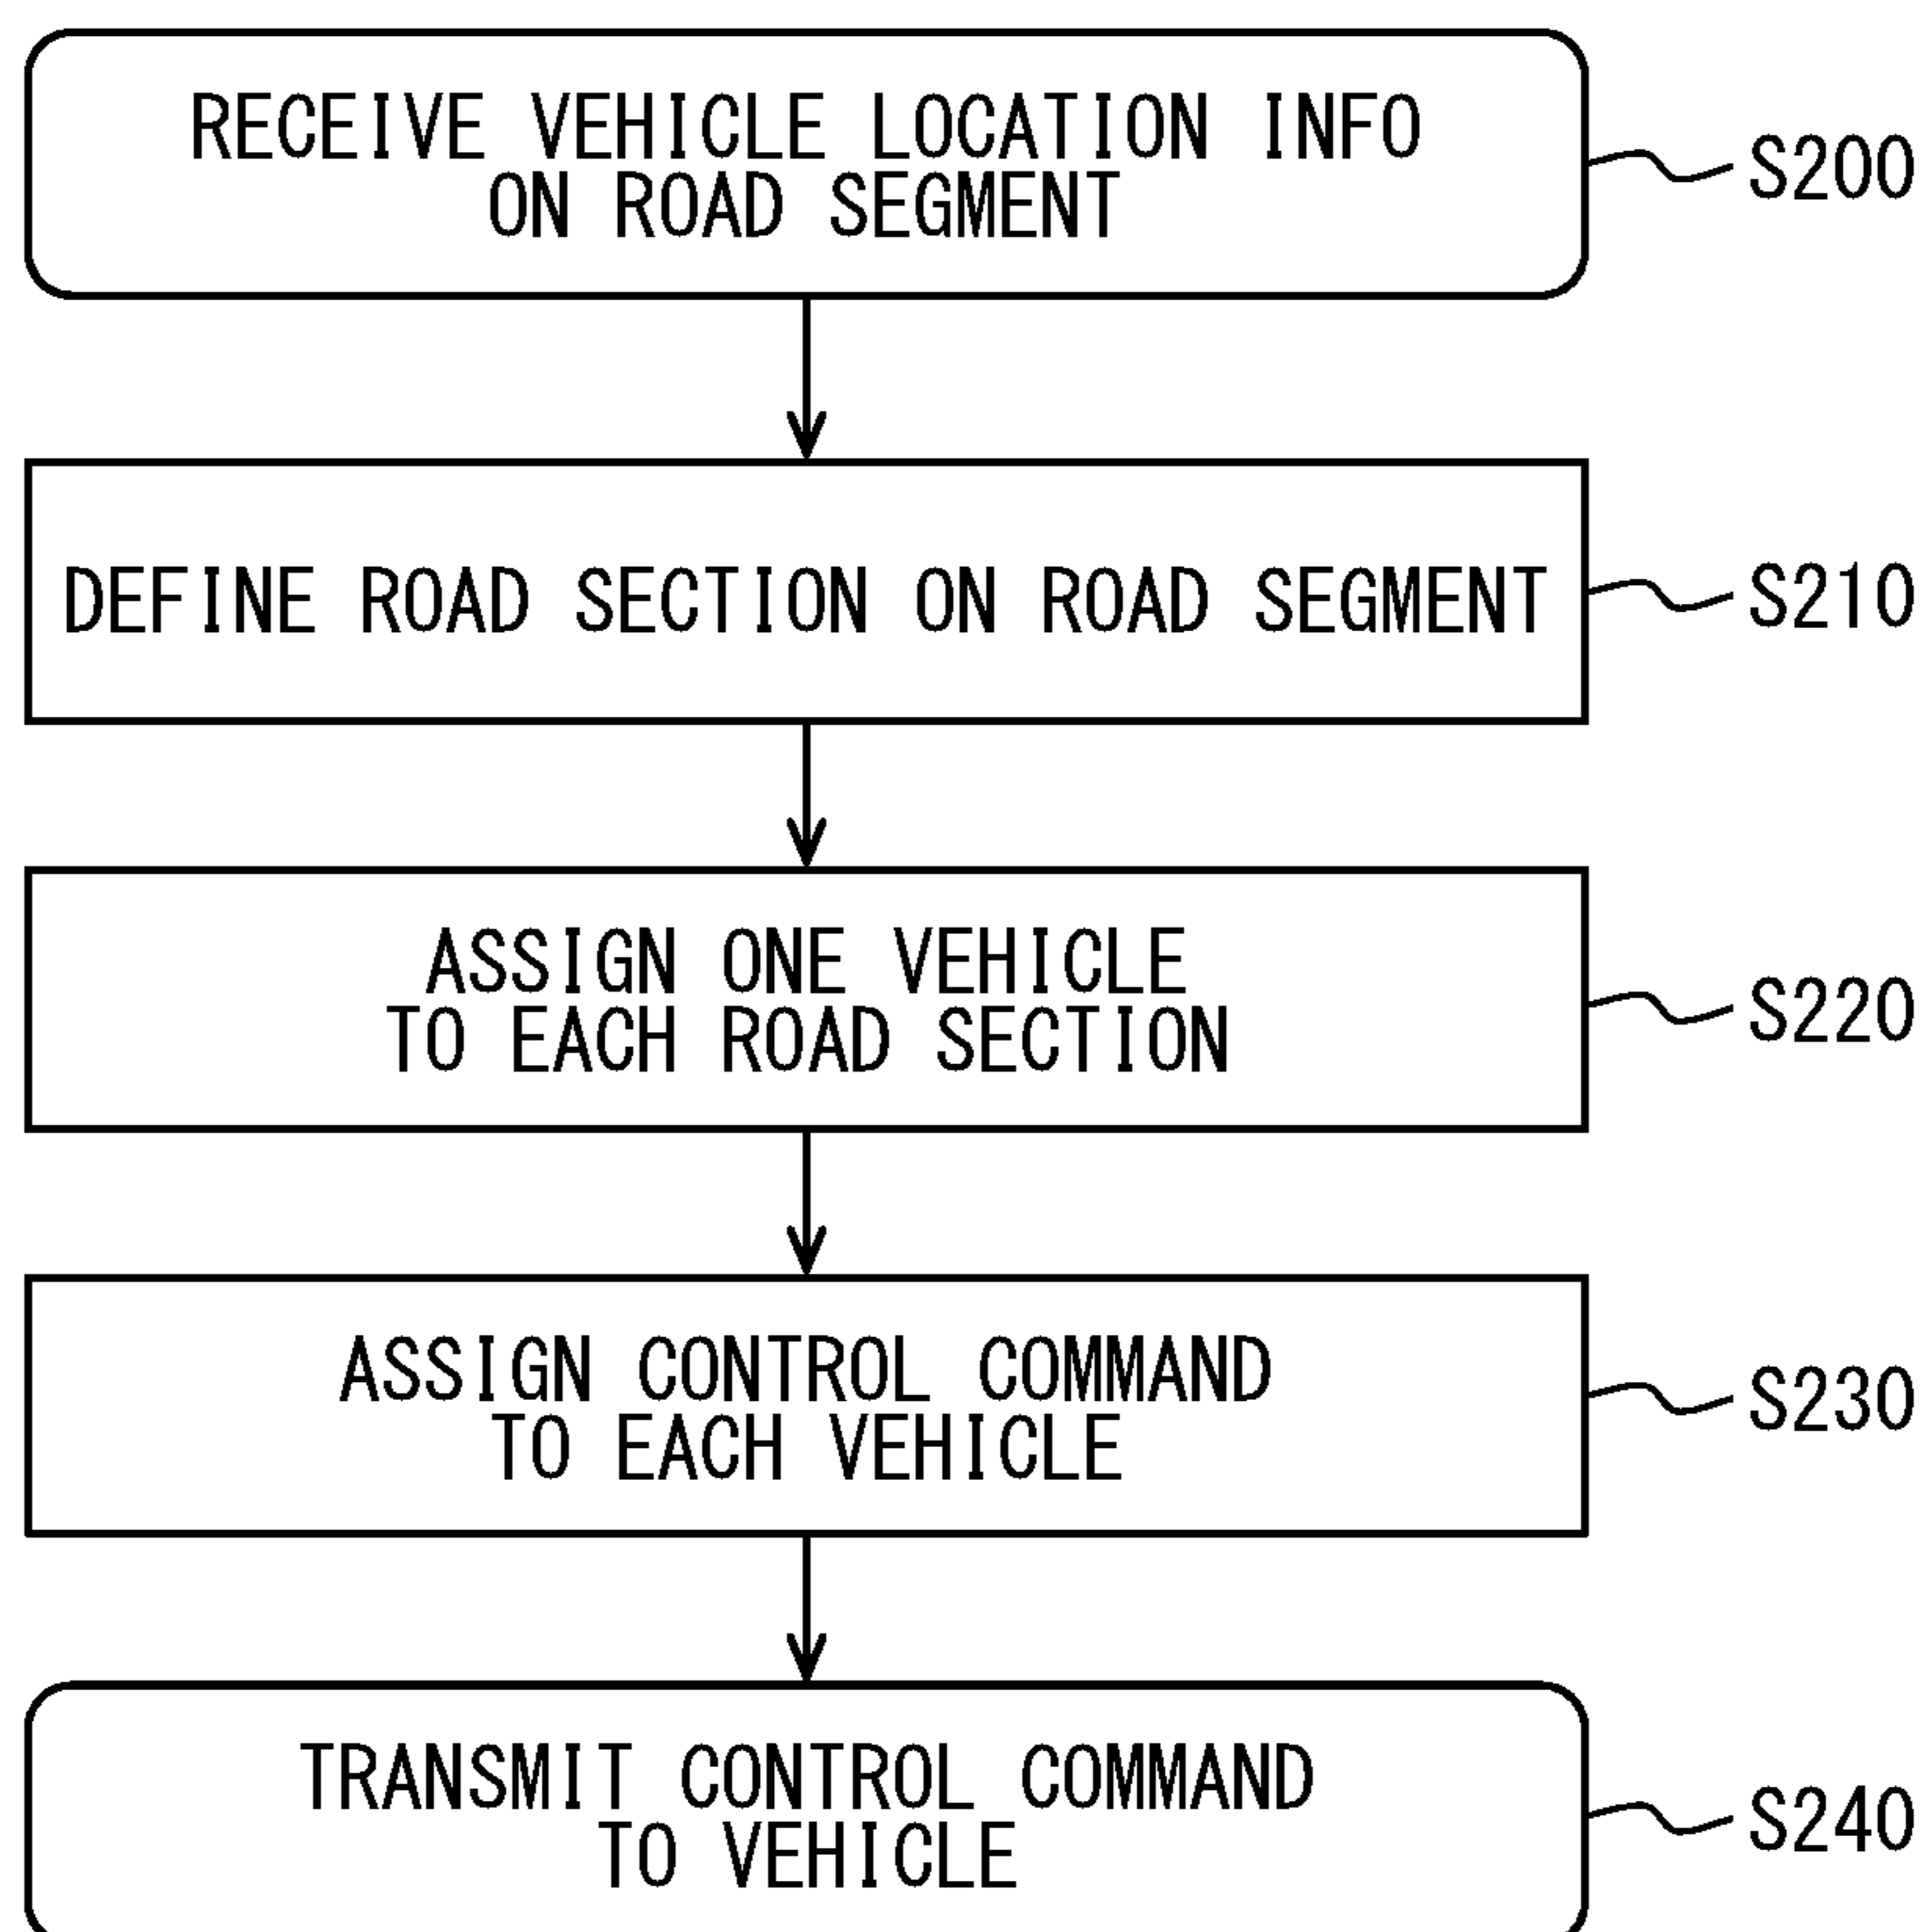 RECEIVE VEHICLE LOCATION INFO
ON ROAD SEGMENT
S200
DEFINE ROAD SECTION ON ROAD SEGMENT
S210
ASSIGN ONE VEHICLE
TO EACH ROAD SECTION
S220
ASSIGN CONTROL COMMAND
TO EACH VEHICLE
S230
TRANSMIT CONTROL COMMAND
TO VEHICLE
S240